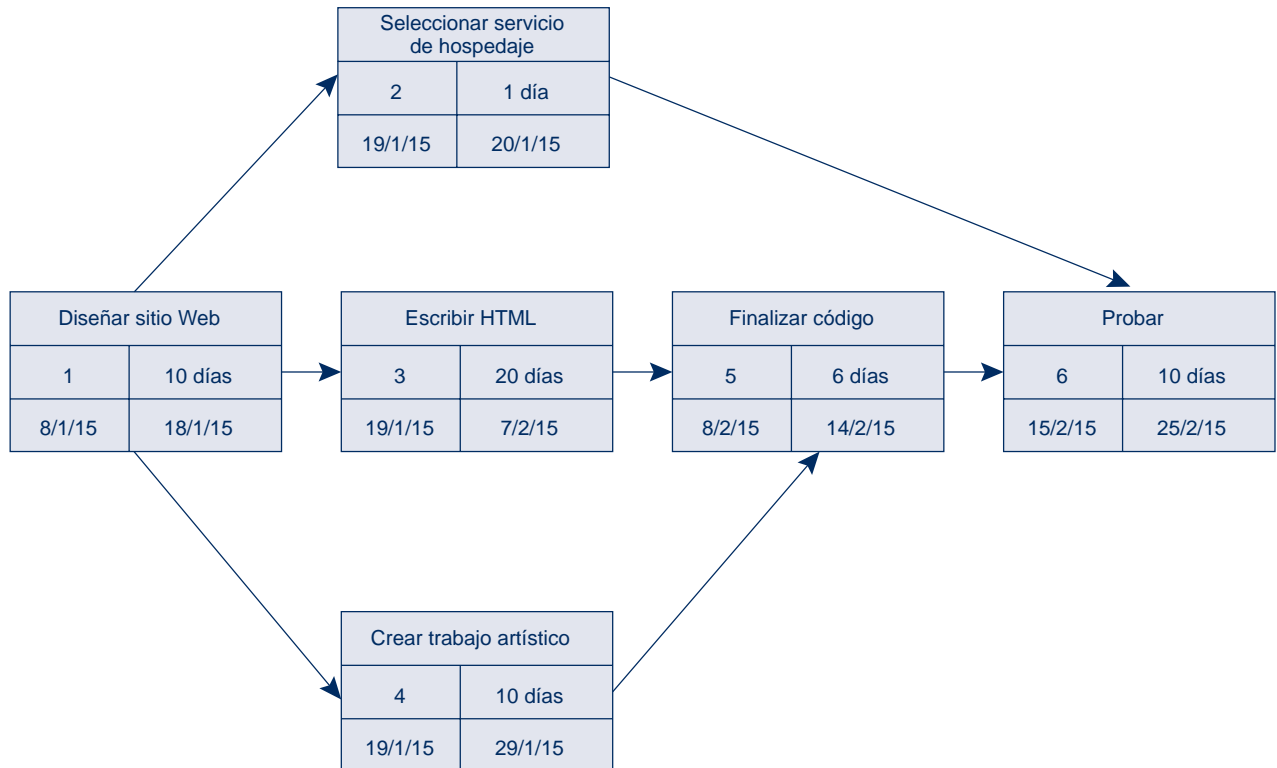 Seleccionar servicio
de hospedaje
2 1 día
19/1/15 20/1/15
Diseñar sitio Web
1 10 días
8/1/15 18/1/15
Escribir HTML
3 20 días
19/1/15 7/2/15
Finalizar código
5 6 días
8/2/15 14/2/15
Probar
6 10 días
15/2/15 25/2/15
Crear trabajo artístico
4 10 días
19/1/15 29/1/15